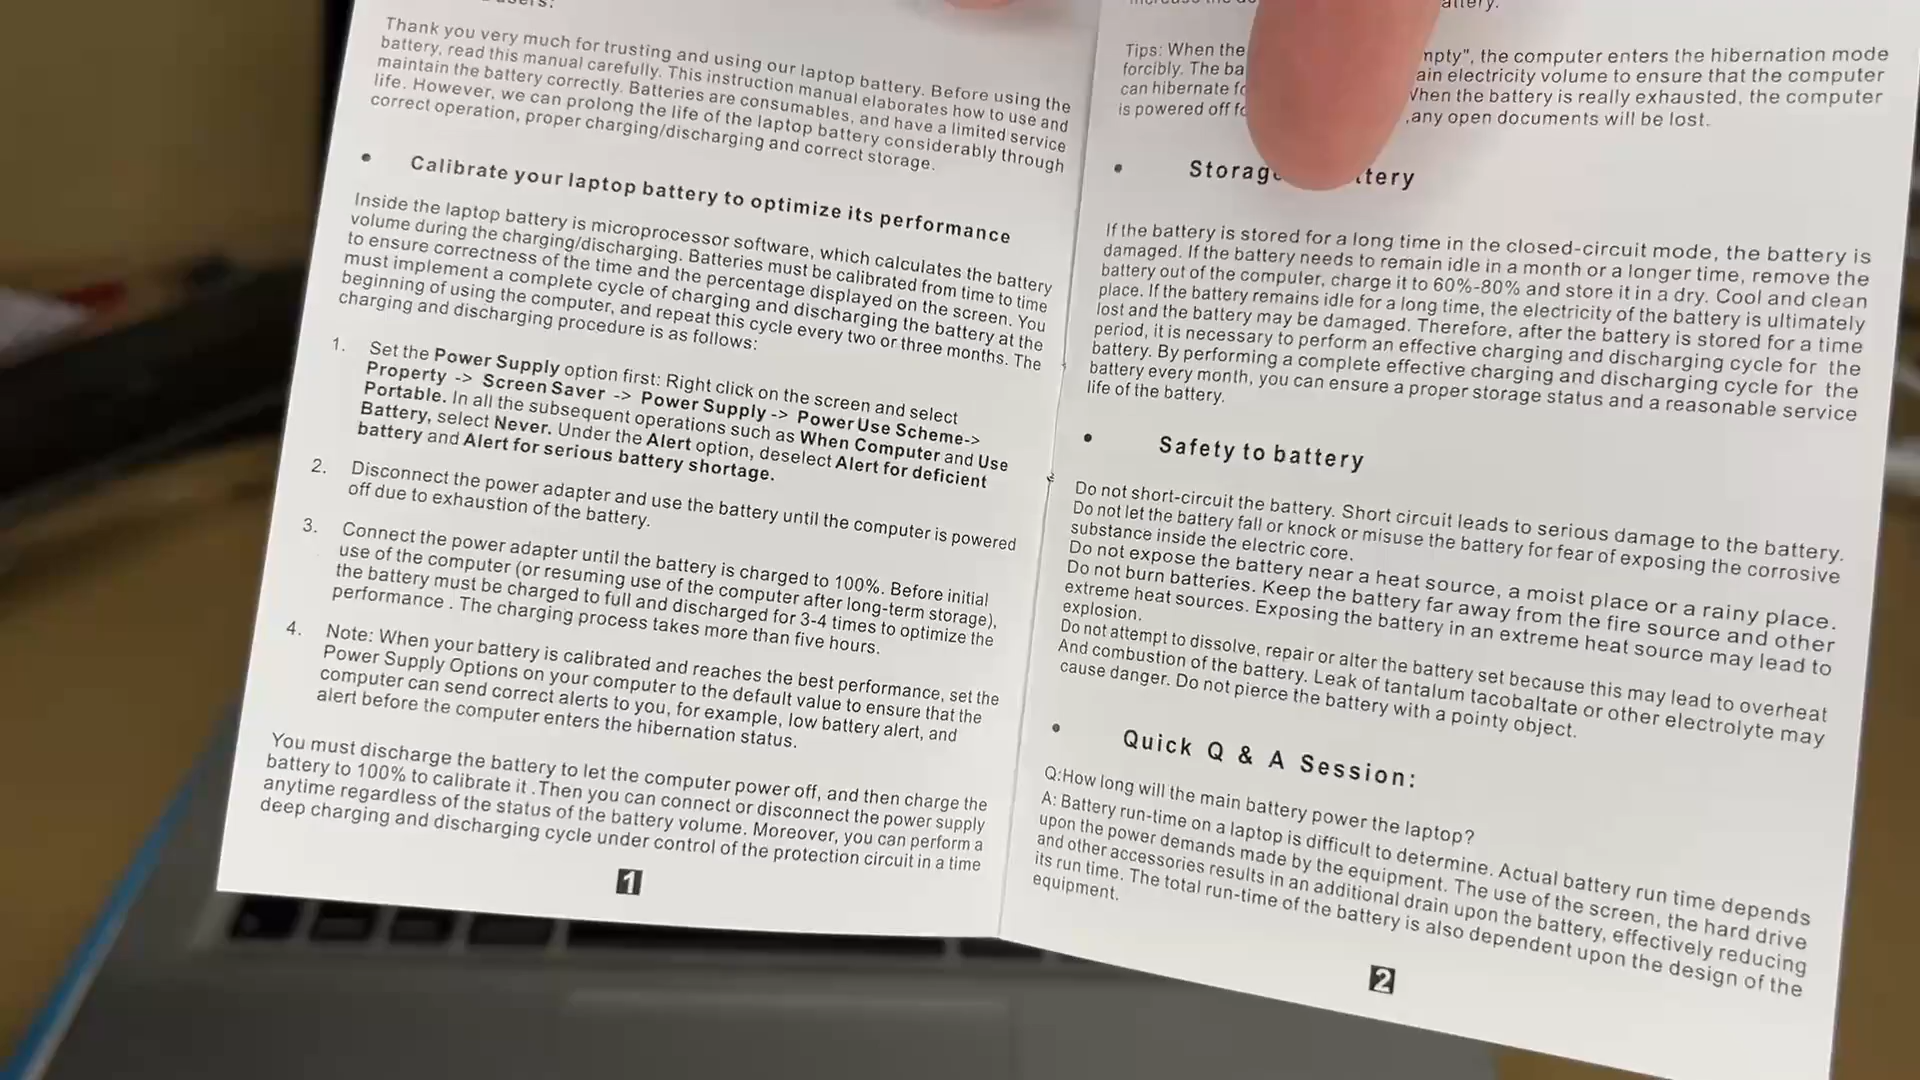 Thank you very much for trusting and using our laptop battery. Before using the
battery, read this manual carefully. This instruction manual elaborates how to use and
maintain the battery correctly. Batteries are consumables, and have a limited service
life. However, we can prolong the life of the laptop battery considerably through
correct operation, proper charging/discharging and correct storage.
• Calibrate your laptop battery to optimize its performance
Inside the laptop battery is microprocessor software, which calculates the battery
volume during the charging/discharging. Batteries must be calibrated from time to time
to ensure correctness of the time and the percentage displayed on the screen. You
must implement a complete cycle of charging and discharging the battery at the
beginning of using the computer, and repeat this cycle every two or three months. The
charging and discharging procedure is as follows:
1. Set the Power Supply option first: Right click on the screen and select
Property -> Screen Saver -> Power Supply -> Power Use Scheme->
Portable. In all the subsequent operations such as When Computer and Use
Battery, select Never. Under the Alert option, deselect Alert for deficient
battery and Alert for serious battery shortage.
2. Disconnect the power adapter and use the battery until the computer is powered
off due to exhaustion of the battery.
3. Connect the power adapter until the battery is charged to 100%. Before initial
use of the computer (or resuming use of the computer after long-term storage),
the battery must be charged to full and discharged for 3-4 times to optimize the
performance . The charging process takes more than five hours.
4. Note: When your battery is calibrated and reaches the best performance, set the
Power Supply Options on your computer to the default value to ensure that the
computer can send correct alerts to you, for example, low battery alert, and
alert before the computer enters the hibernation status.
You must discharge the battery to let the computer power off, and then charge the
battery to 100% to calibrate it . Then you can connect or disconnect the power supply
anytime regardless of the status of the battery volume. Moreover, you can perform a
deep charging and discharging cycle under control of the protection circuit in a time
1
Tips: When the mpty", the computer enters the hibernation mode
forcibly. The ain electricity volume to ensure that the computer
can hibernate When the battery is really exhausted, the computer
is powered off ,any open documents will be lost.
• Storage ttery
If the battery is stored for a long time in the closed-circuit mode, the battery is
damaged. If the battery needs to remain idle in a month or a longer time, remove the
battery out of the computer, charge it to 60%-80% and store it in a dry. Cool and clean
place. If the battery remains idle for a long time, the electricity of the battery is ultimately
lost and the battery may be damaged. Therefore, after the battery is stored for a time
period, it is necessary to perform an effective charging and discharging cycle for the
battery. By performing a complete effective charging and discharging cycle for the
battery every month, you can ensure a proper storage status and a reasonable service
life of the battery.
• Safety to battery
Do not short-circuit the battery. Short circuit leads to serious damage to the battery.
Do not let the battery fall or knock or misuse the battery for fear of exposing the corrosive
substance inside the electric core.
Do not expose the battery near a heat source, a moist place or a rainy place.
Do not burn batteries. Keep the battery far away from the fire source and other
extreme heat sources. Exposing the battery in an extreme heat source may lead to
explosion.
Do not attempt to dissolve, repair or alter the battery set because this may lead to overheat
And combustion of the battery. Leak of tantalum tacobaltate or other electrolyte may
cause danger. Do not pierce the battery with a pointy object.
• Quick Q & A Session:
Q:How long will the main battery power the laptop?
A: Battery run-time on a laptop is difficult to determine. Actual battery run time depends
upon the power demands made by the equipment. The use of the screen, the hard drive
and other accessories results in an additional drain upon the battery, effectively reducing
its run time. The total run-time of the battery is also dependent upon the design of the
equipment.
2